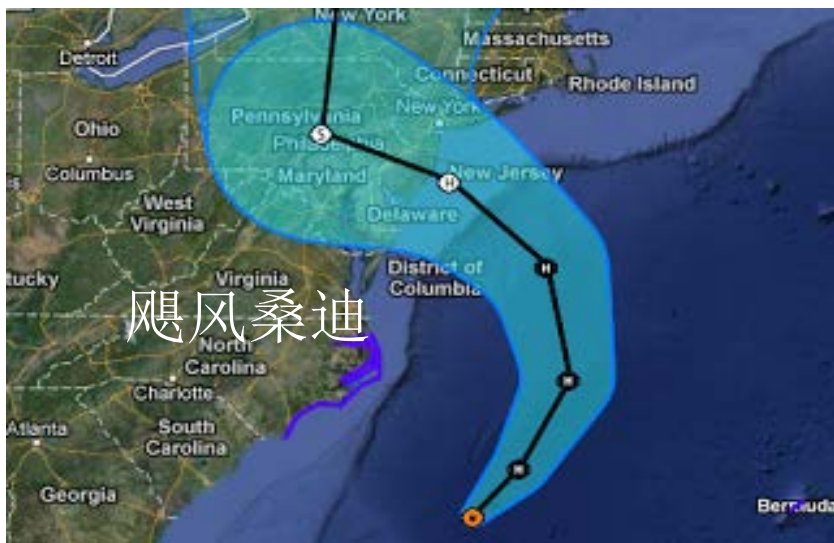 New York
Massachusetts
Detroit
Connecticut
Rhode Island
Pennsylvania
New York
Ohio
S
Philadelphia
Columbus
Maryland
H
New Jersey
West
Virginia
Delaware
District of
Columbia
H
Virginia
飓风桑迪
North
Carolina
Charlotte
Atlanta
South
Carolina
Georgia
Bermuda